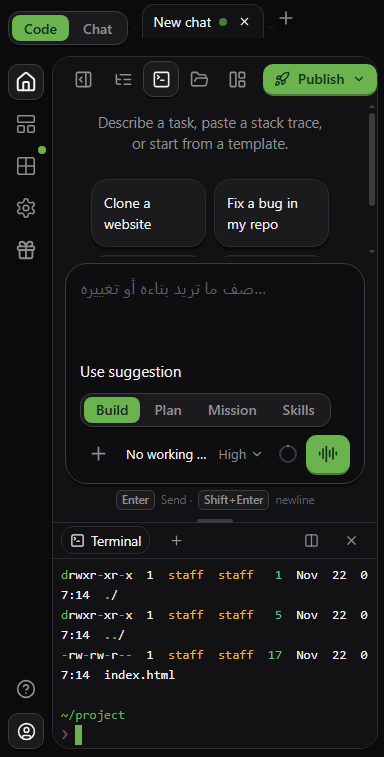 Code
Chat
New chat
Publish
Describe a task, paste a stack trace,
or start from a template.
Clone a
website
Fix a bug in
my repo
صف ما تريد بناءه أو تغييره...
Use suggestion
Build
Plan
Mission
Skills
No working ...
High
Enter Send · Shift+Enter newline
Terminal
drwxr-xr-x 1 staff staff 1 Nov 22 0
7:14 ./
drwxr-xr-x 1 staff staff 5 Nov 22 0
7:14 ../
-rw-rw-r-- 1 staff staff 17 Nov 22 0
7:14 index.html
~/project
❯